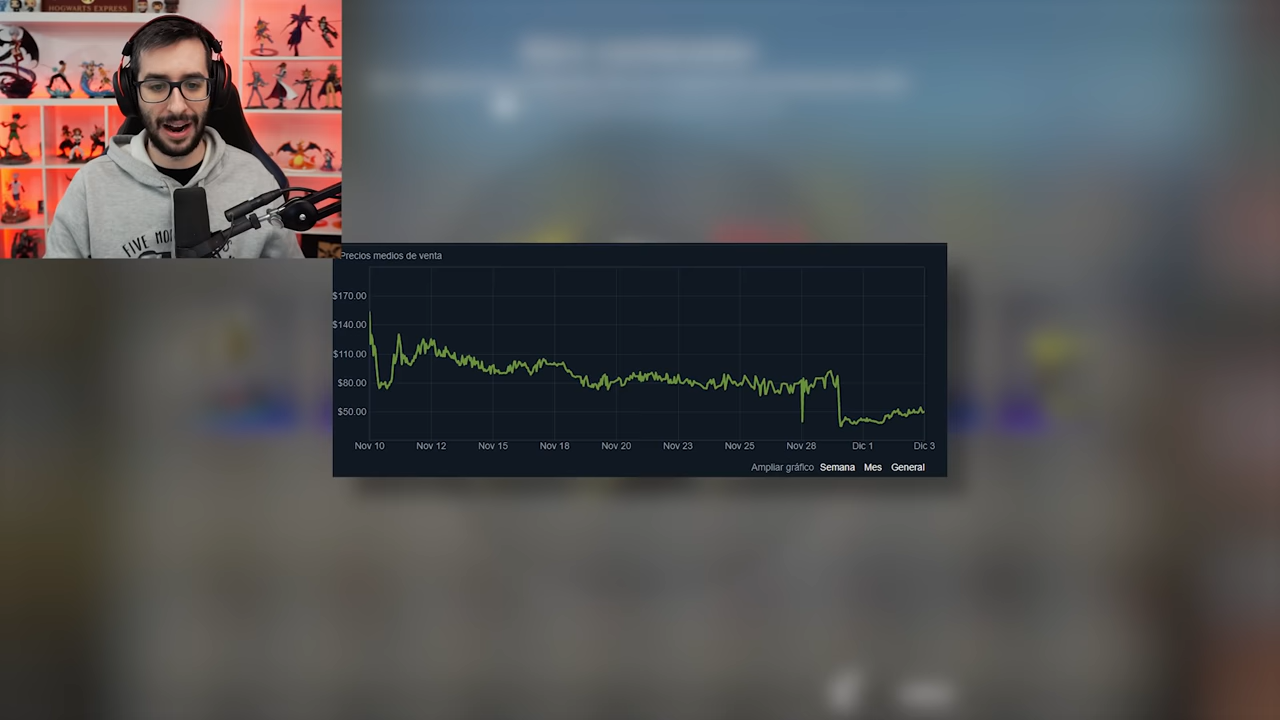 HOGWARTS EXPRESS
FIVE
Precios medios de venta
$170.00
$140.00
$110.00
$80.00
$50.00
Nov 10 Nov 12 Nov 15 Nov 18 Nov 20 Nov 23 Nov 25 Nov 28 Dic 1 Dic 3
Ampliar gráfico Semana Mes General